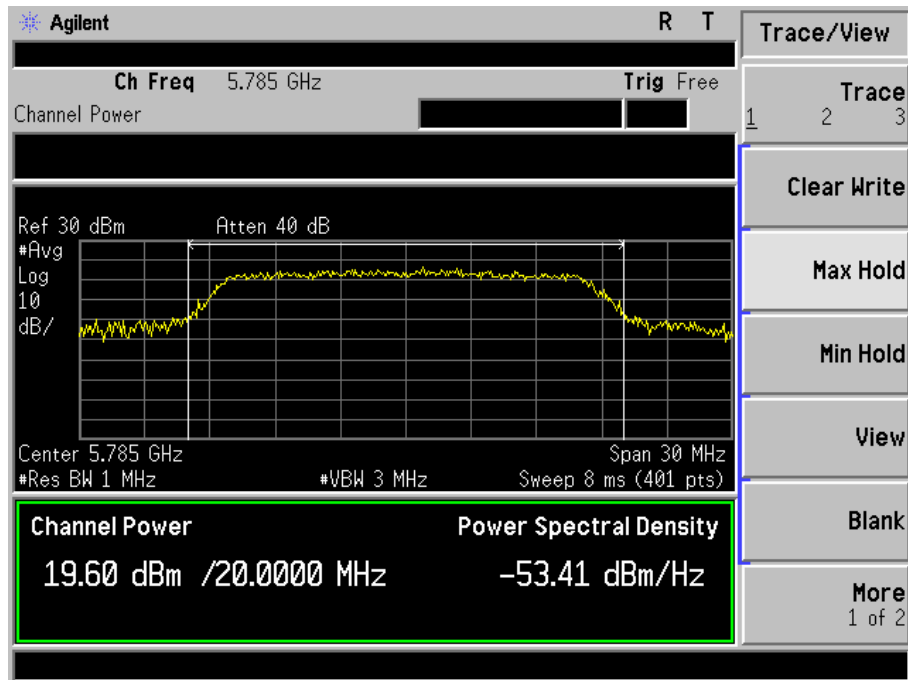 Agilent
R T
Trace/View
Ch Freq 5.785 GHz
Trig Free
Channel Power
Trace
1 2 3
Clear Write
Max Hold
Min Hold
View
Blank
More
1 of 2
Ref 30 dBm
Atten 40 dB
#Avg
Log
10
dB/
Center 5.785 GHz
Span 30 MHz
#Res BW 1 MHz
#VBW 3 MHz
Sweep 8 ms (401 pts)
Channel Power
Power Spectral Density
19.60 dBm /20.0000 MHz
-53.41 dBm/Hz